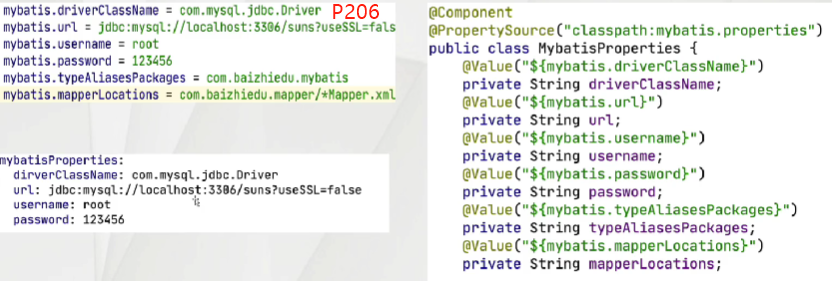 mybatis.driverClassName = com.mysql.jdbc.Driver P206
mybatis.url = jdbc:mysql://localhost:3306/suns?useSSL=fals
mybatis.username = root
mybatis.password = 123456
mybatis.typeAliasesPackages = com.baizhiedu.mybatis
mybatis.mapperLocations = com.baizhiedu.mapper/*Mapper.xml
mybatisProperties:
dirverClassName: com.mysql.jdbc.Driver
url: jdbc:mysql://localhost:3306/suns?useSSL=false
username: root
password: 123456
@Component
@PropertySource("classpath:mybatis.properties")
public class MybatisProperties {
@Value("${mybatis.driverClassName}")
private String driverClassName;
@Value("${mybatis.url}")
private String url;
@Value("${mybatis.username}")
private String username;
@Value("${mybatis.password}")
private String password;
@Value("${mybatis.typeAliasesPackages}")
private String typeAliasesPackages;
@Value("${mybatis.mapperLocations}")
private String mapperLocations;